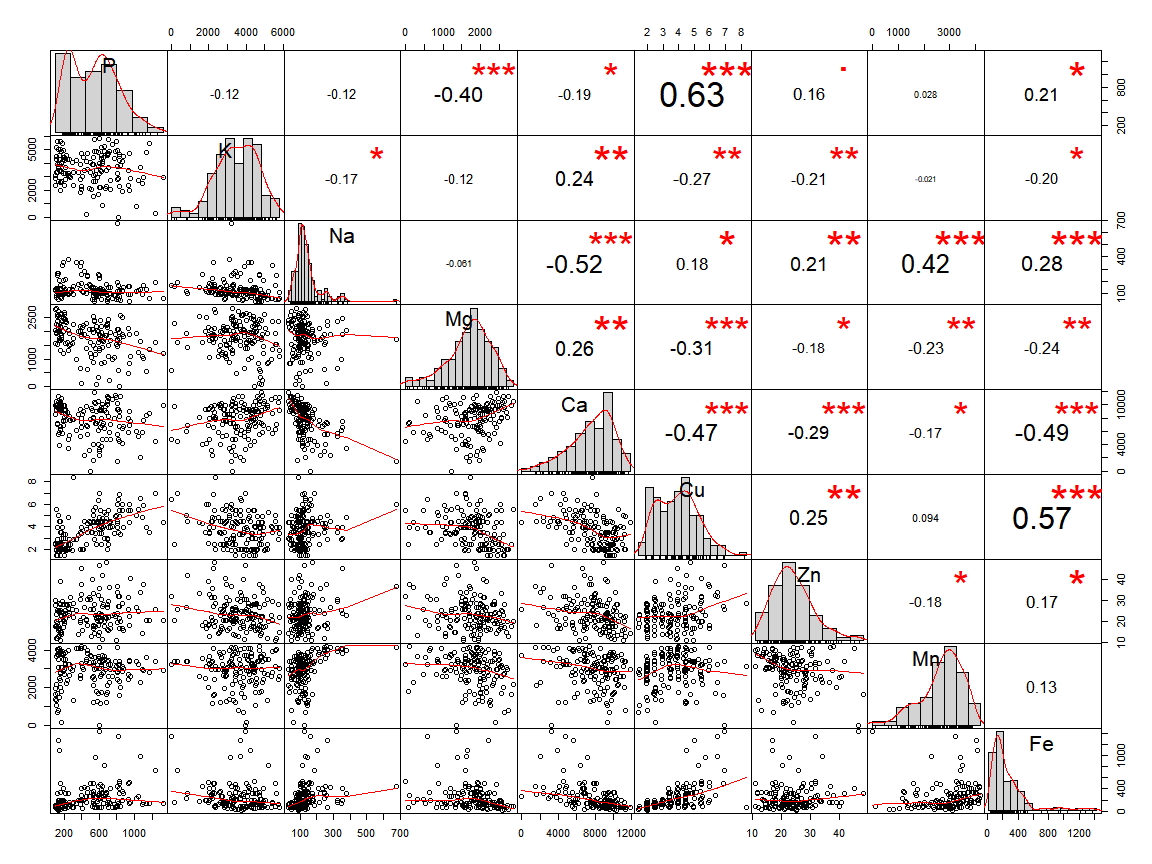 0 2000 4000 6000 0 1000 2000 2 3 4 5 6 7 8 0 1000 3000
P -0.12 -0.12 *** -0.40 * -0.19 *** 0.63 . 0.16 0.028 * 0.21 200 800
0 2000 6000 K * -0.17 -0.12 ** 0.24 ** -0.27 ** -0.21 -0.021 * -0.20
Na -0.061 *** -0.52 * 0.18 ** 0.21 *** 0.42 *** 0.28 100 400 700
0 1000 2500 Mg ** 0.26 *** -0.31 * -0.18 ** -0.23 ** -0.24
Ca *** -0.47 *** -0.29 * -0.17 *** -0.49 0 4000 10000
2 4 6 8 Cu ** 0.25 0.094 *** 0.57
Zn * -0.18 * 0.17 10 20 30 40
0 2000 4000 Mn 0.13
Fe 0 400 1000
200 600 1000 100 300 500 700 0 4000 8000 12000 10 20 30 40 0 400 800 1200